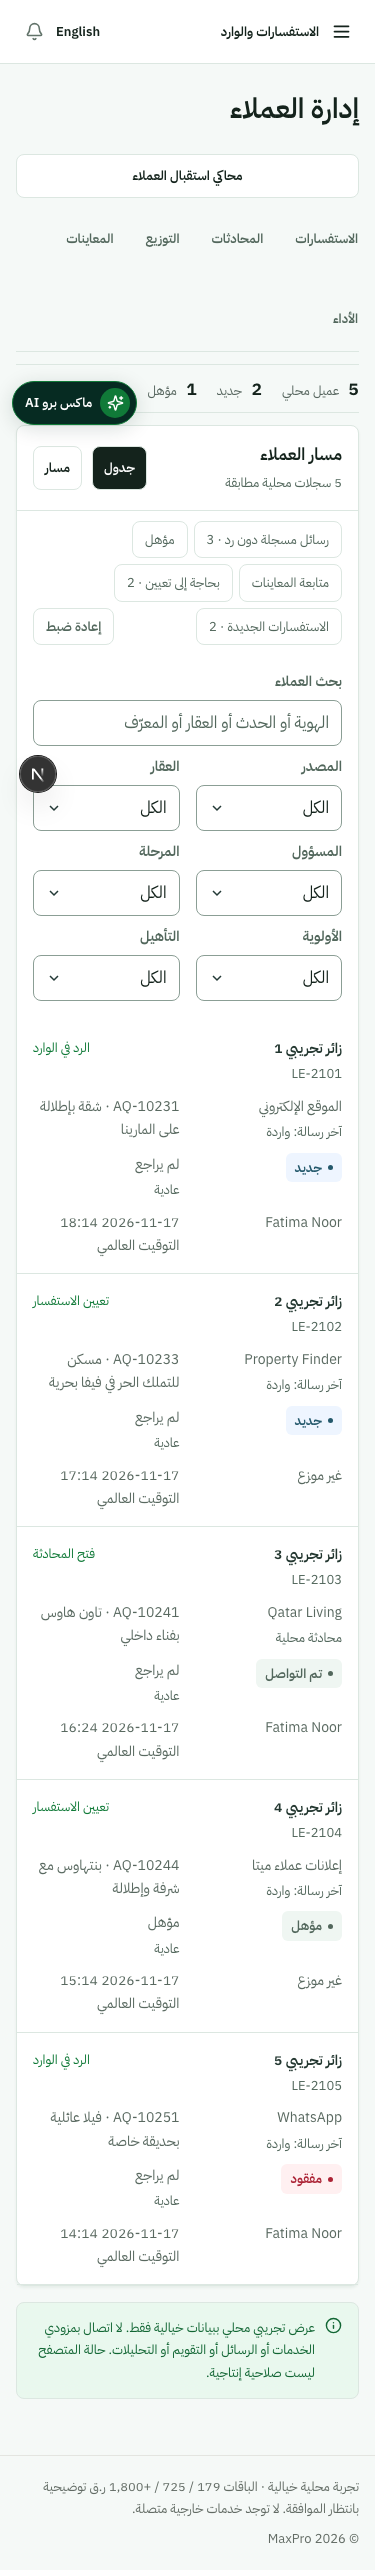 الاستفسارات والوارد
English
إدارة العملاء
محاكي استقبال العملاء
الاستفسارات
المحادثات
التوزيع
المعاينات
الأداء
5 عميل محلي
2 جديد
1 مؤهل
ماكس برو AI
مسار العملاء
5 سجلات محلية مطابقة
جدول
مسار
رسائل مسجلة دون رد · 3
مؤهل
متابعة المعاينات
بحاجة إلى تعيين · 2
الاستفسارات الجديدة · 2
إعادة ضبط
بحث العملاء
الهوية أو الحدث أو العقار أو المعرّف
المصدر
العقار
الكل
الكل
المسؤول
المرحلة
الكل
الكل
الأولوية
التأهيل
الكل
الكل
زائر تجريبي 1
الرد في الوارد
LE-2101
الموقع الإلكتروني
آخر رسالة: واردة
AQ-10231 · شقة بإطلالة
على المارينا
جديد
لم يراجع
عادية
Fatima Noor
2026-11-17 18:14
التوقيت العالمي
زائر تجريبي 2
تعيين الاستفسار
LE-2102
Property Finder
آخر رسالة: واردة
AQ-10233 · مسكن
للتملك الحر في فيفا بحرية
جديد
لم يراجع
عادية
غير موزع
2026-11-17 17:14
التوقيت العالمي
زائر تجريبي 3
فتح المحادثة
LE-2103
Qatar Living
محادثة محلية
AQ-10241 · تاون هاوس
بفناء داخلي
تم التواصل
لم يراجع
عادية
Fatima Noor
2026-11-17 16:24
التوقيت العالمي
زائر تجريبي 4
تعيين الاستفسار
LE-2104
إعلانات عملاء ميتا
آخر رسالة: واردة
AQ-10244 · بنتهاوس مع
شرفة وإطلالة
مؤهل
مؤهل
عادية
غير موزع
2026-11-17 15:14
التوقيت العالمي
زائر تجريبي 5
الرد في الوارد
LE-2105
WhatsApp
آخر رسالة: واردة
AQ-10251 · فيلا عائلية
بحديقة خاصة
مفقود
لم يراجع
عادية
Fatima Noor
2026-11-17 14:14
التوقيت العالمي
عرض تجريبي محلي ببيانات خيالية فقط. لا اتصال بمزودي
الخدمات أو الرسائل أو التقويم أو التحليلات. حالة المتصفح
ليست صلاحية إنتاجية.
تجربة محلية خيالية · الباقات 179 / 725 / +1,800 ر.ق توضيحية
بانتظار الموافقة. لا توجد خدمات خارجية متصلة.
© 2026 MaxPro